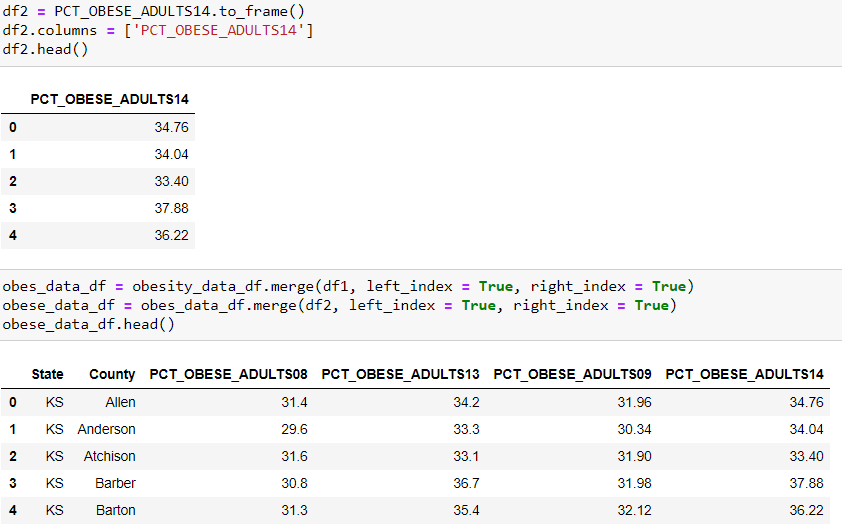 df2 = PCT_OBESE_ADULTS14.to_frame()
df2.columns = ['PCT_OBESE_ADULTS14']
df2.head()
PCT_OBESE_ADULTS14
0 34.76
1 34.04
2 33.40
3 37.88
4 36.22
obes_data_df = obesity_data_df.merge(df1, left_index = True, right_index = True)
obese_data_df = obes_data_df.merge(df2, left_index = True, right_index = True)
obese_data_df.head()
State County PCT_OBESE_ADULTS08 PCT_OBESE_ADULTS13 PCT_OBESE_ADULTS09 PCT_OBESE_ADULTS14
0 KS Allen 31.4 34.2 31.96 34.76
1 KS Anderson 29.6 33.3 30.34 34.04
2 KS Atchison 31.6 33.1 31.90 33.40
3 KS Barber 30.8 36.7 31.98 37.88
4 KS Barton 31.3 35.4 32.12 36.22